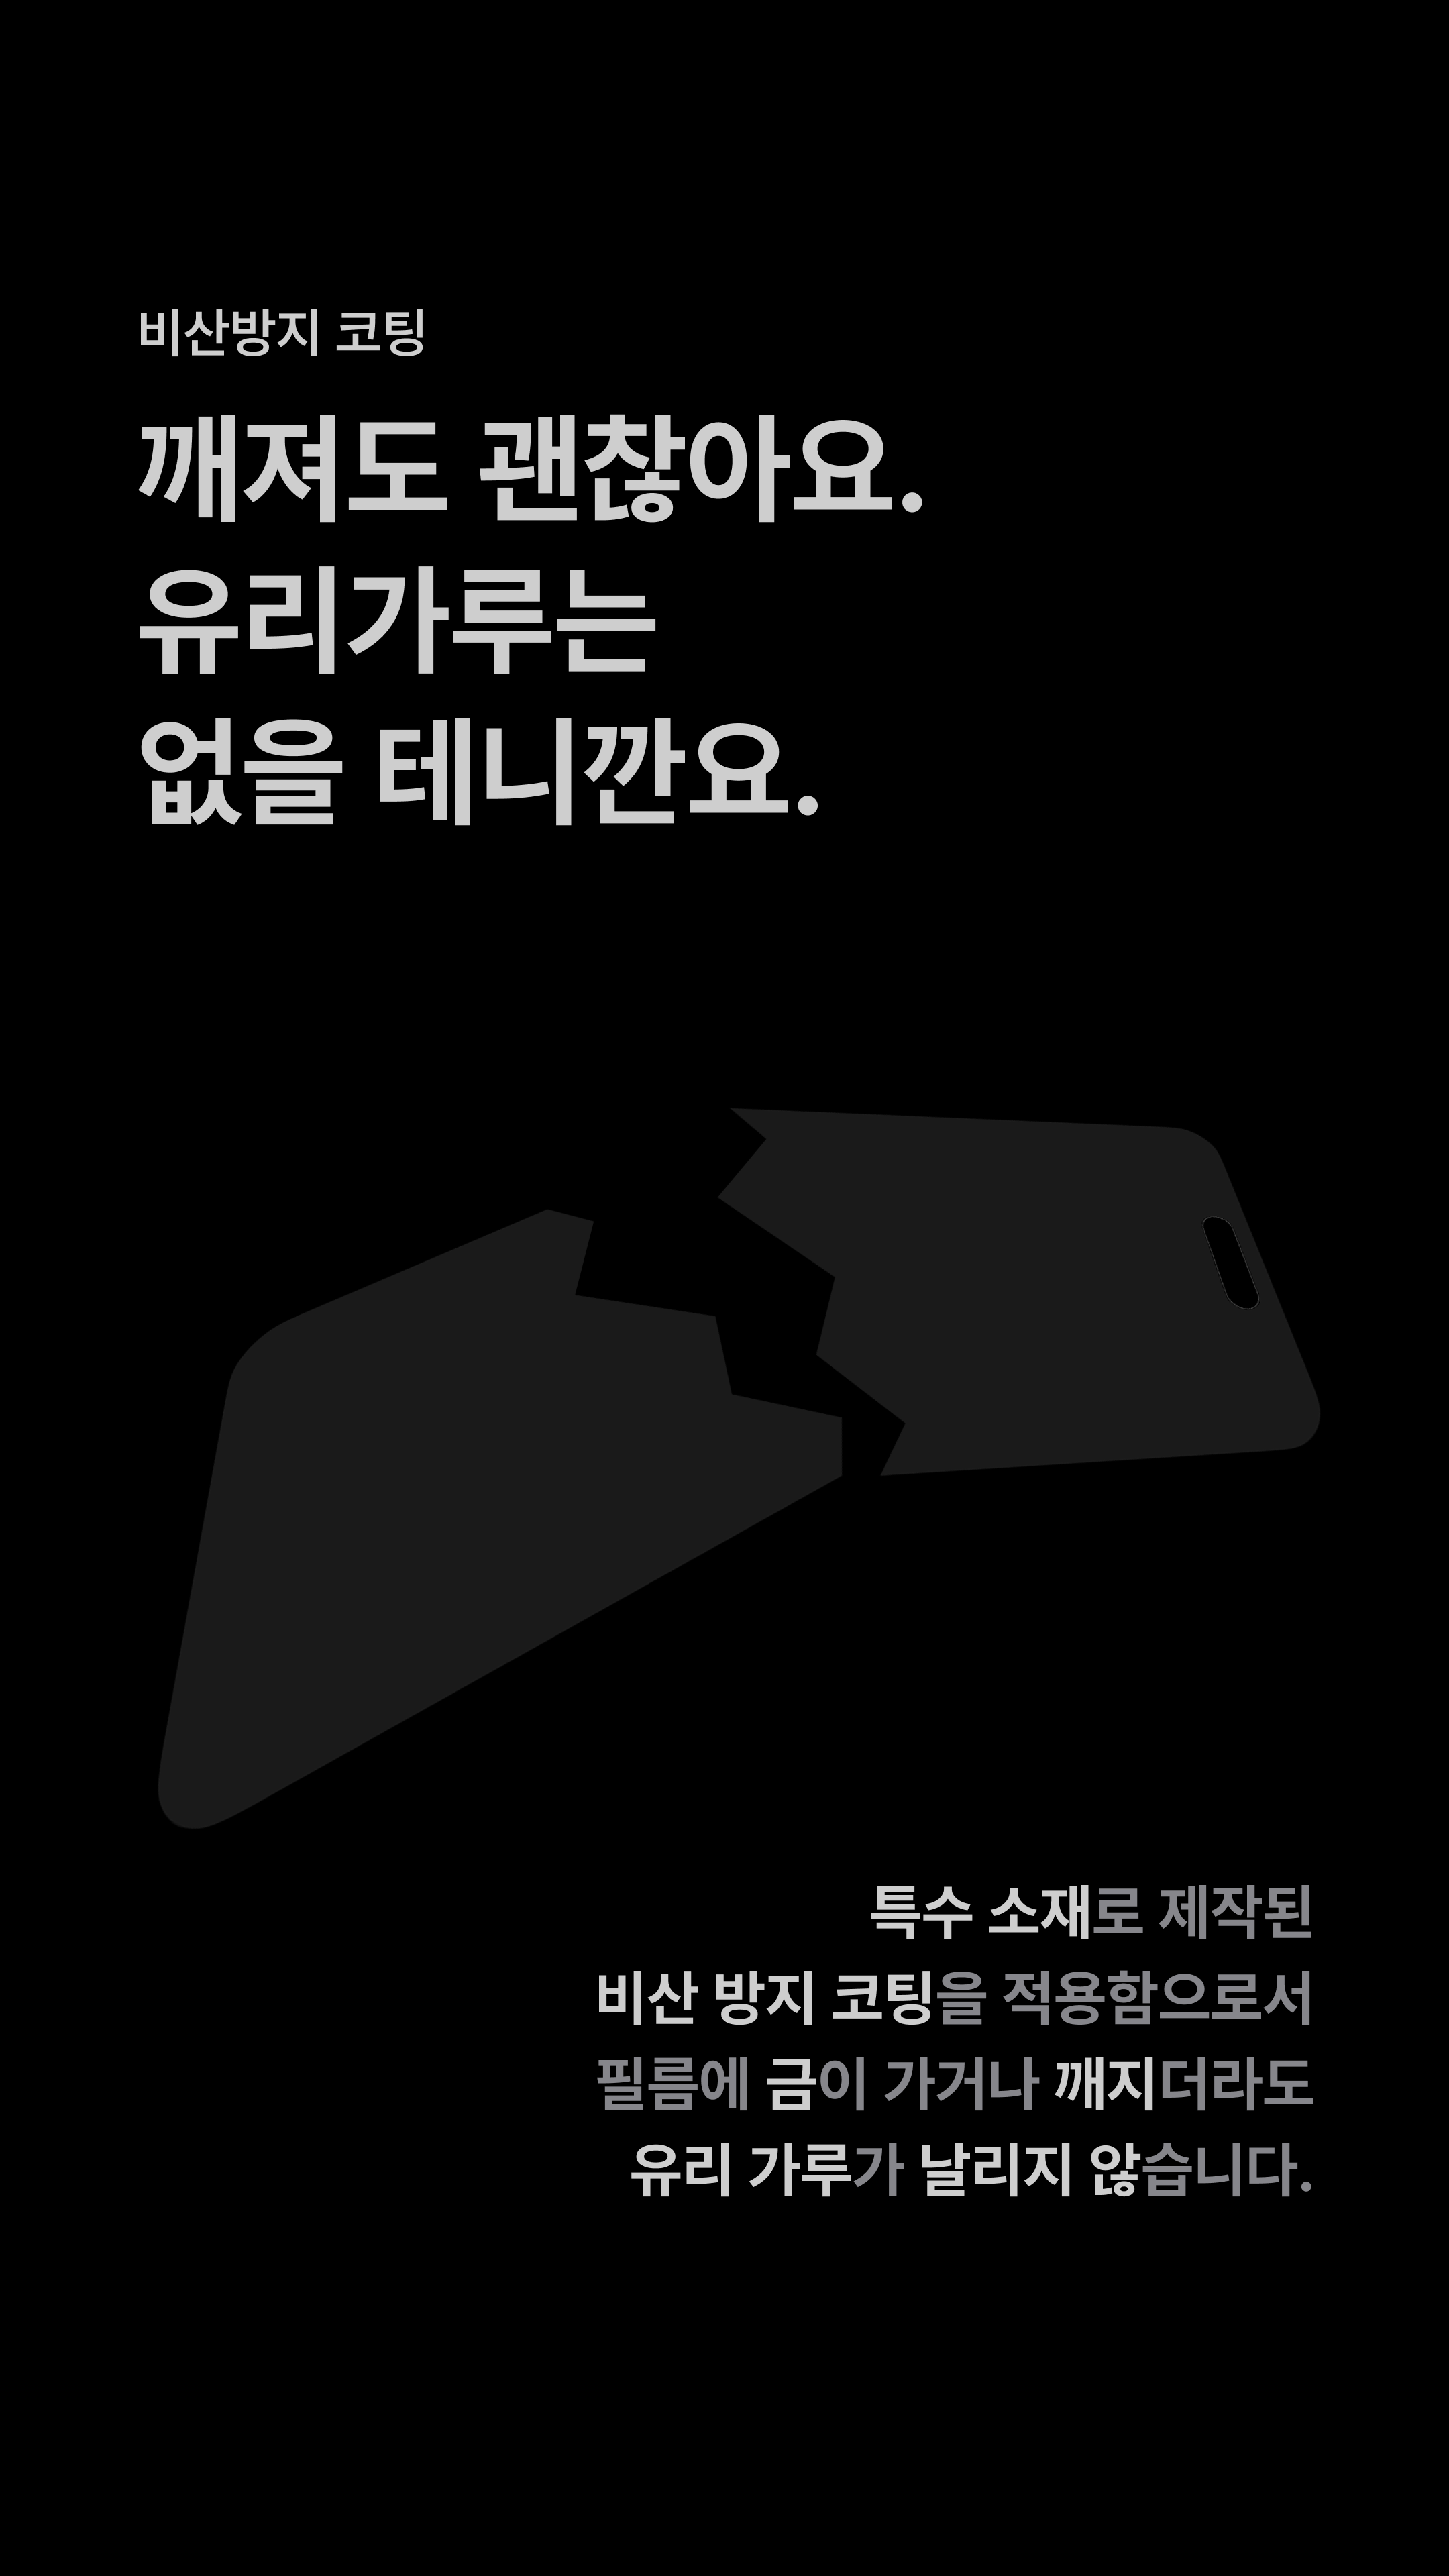 비산방지 코팅
깨져도 괜찮아요.
유리가루는
없을 테니깐요.
특수 소재로 제작된
비산 방지 코팅을 적용함으로서
필름에 금이 가거나 깨지더라도
유리 가루가 날리지 않습니다.